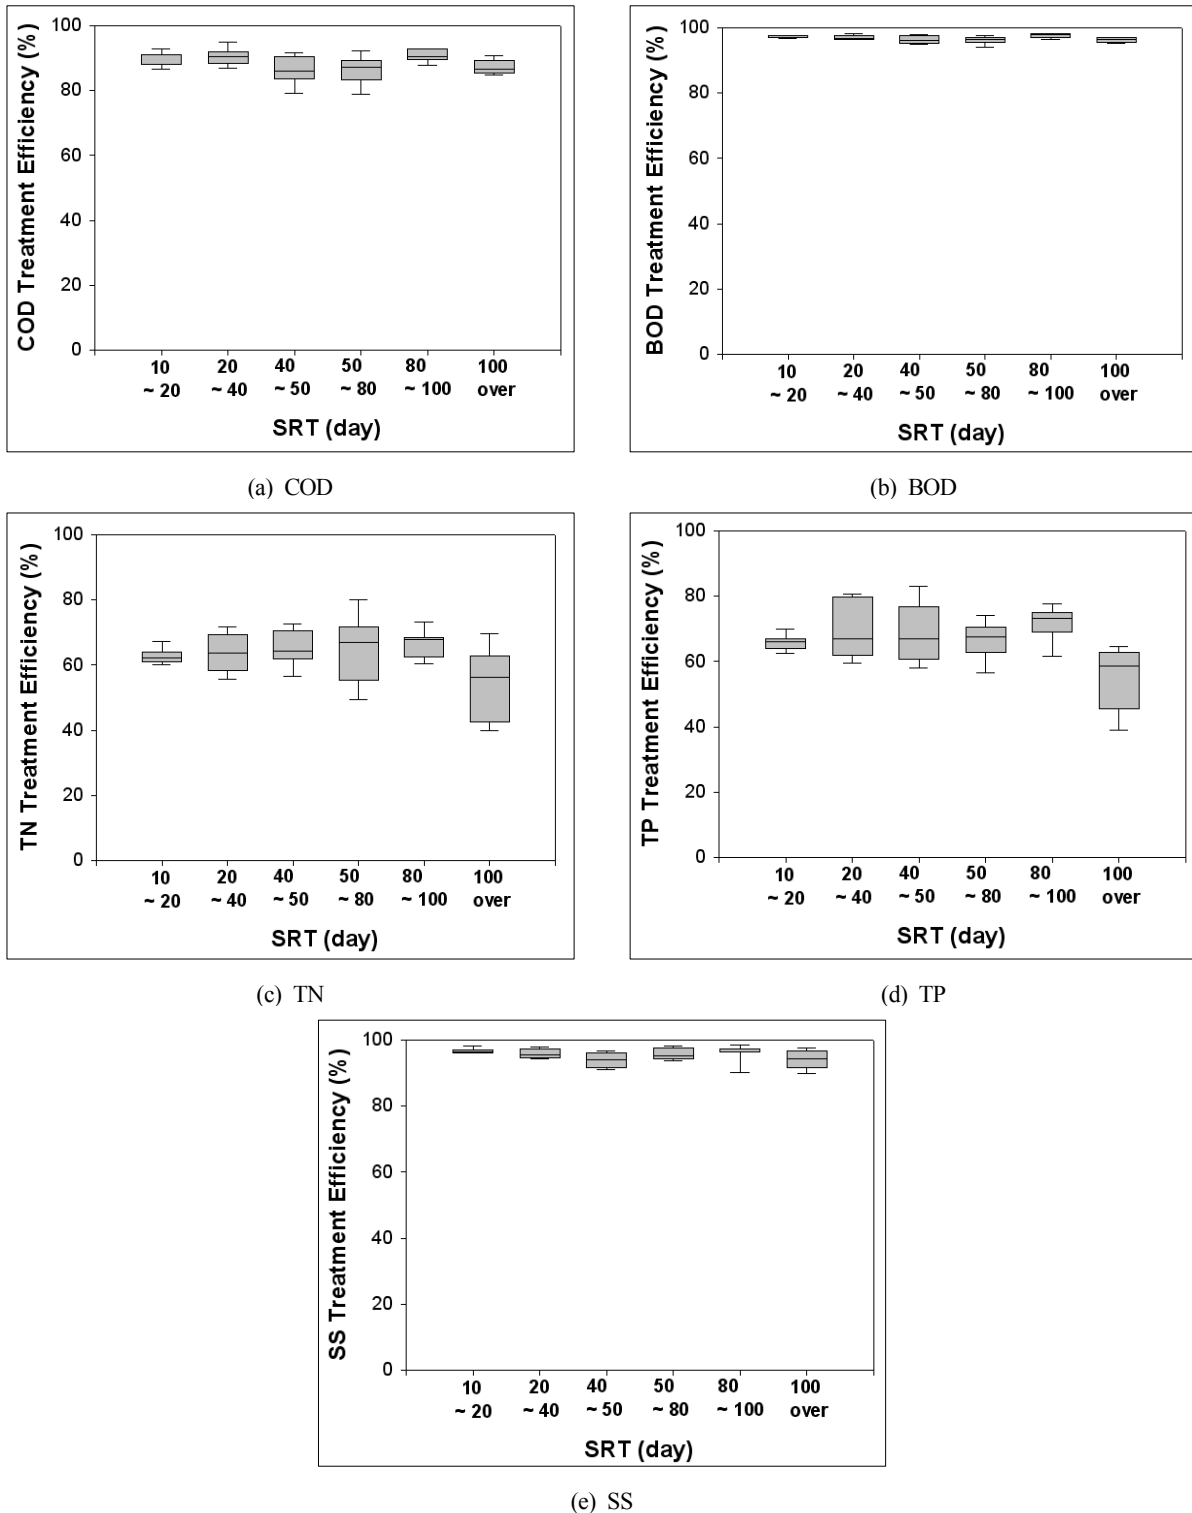 COD Treatment Efficiency (%)
100
80
60
40
20
0
10 20 40 50 80 100
~ 20 ~ 40 ~ 50 ~ 80 ~ 100 over
SRT (day)
(a) COD
BOD Treatment Efficiency (%)
100
80
60
40
20
0
10 20 40 50 80 100
~ 20 ~ 40 ~ 50 ~ 80 ~ 100 over
SRT (day)
(b) BOD
TN Treatment Efficiency (%)
100
80
60
40
20
0
10 20 40 50 80 100
~ 20 ~ 40 ~ 50 ~ 80 ~ 100 over
SRT (day)
(c) TN
TP Treatment Efficiency (%)
100
80
60
40
20
0
10 20 40 50 80 100
~ 20 ~ 40 ~ 50 ~ 80 ~ 100 over
SRT (day)
(d) TP
SS Treatment Efficiency (%)
100
80
60
40
20
0
10 20 40 50 80 100
~ 20 ~ 40 ~ 50 ~ 80 ~ 100 over
SRT (day)
(e) SS